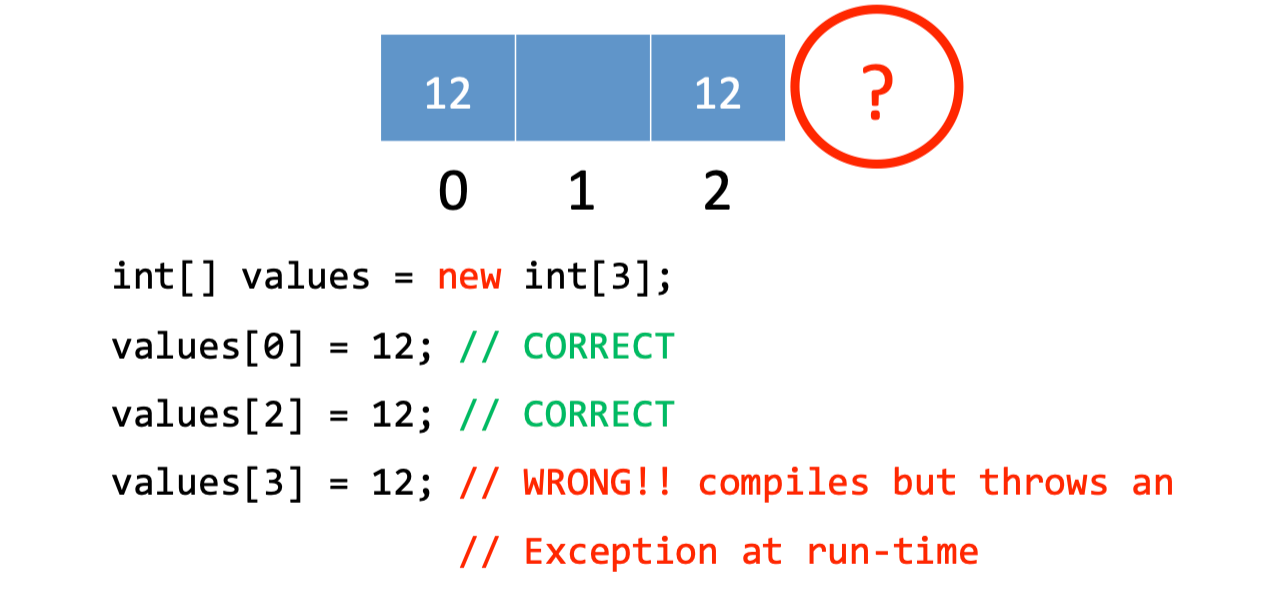 12 12 ?
0 1 2
int[] values = new int[3];
values[0] = 12; // CORRECT
values[2] = 12; // CORRECT
values[3] = 12; // WRONG!! compiles but throws an
// Exception at run-time